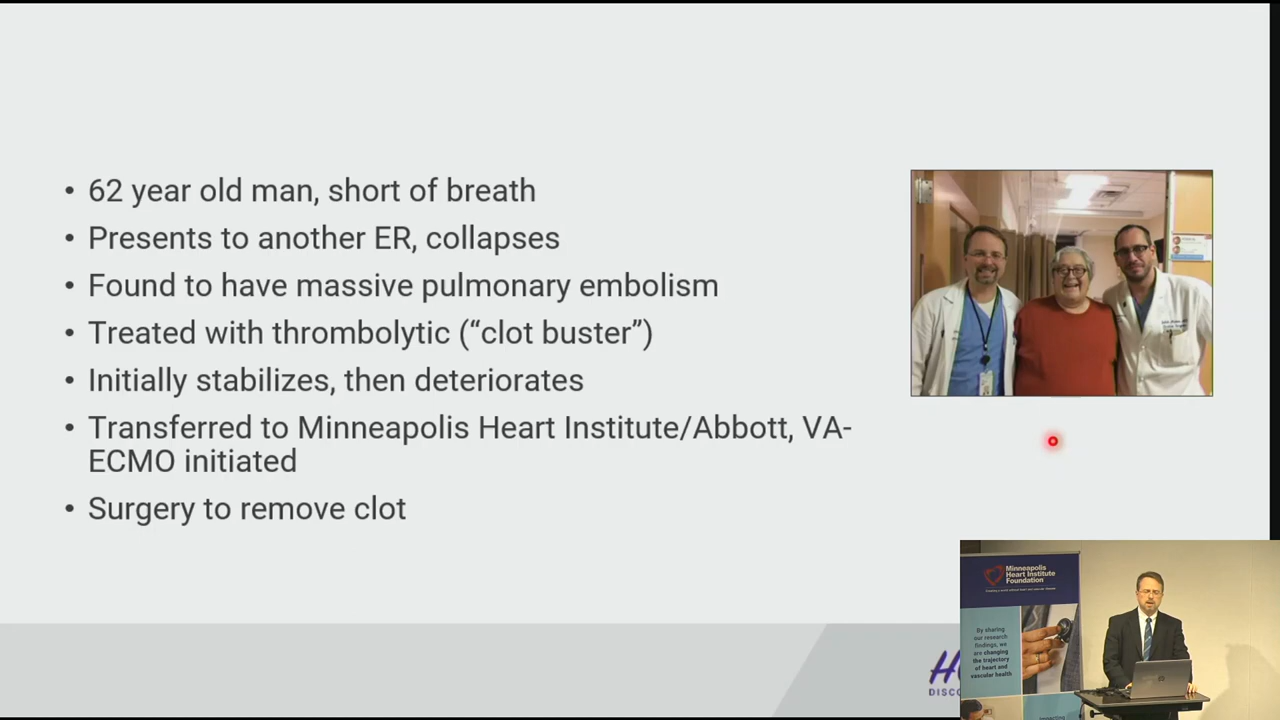 • 62 year old man, short of breath
• Presents to another ER, collapses
• Found to have massive pulmonary embolism
• Treated with thrombolytic (“clot buster”)
• Initially stabilizes, then deteriorates
• Transferred to Minneapolis Heart Institute/Abbott, VA-
ECMO initiated
• Surgery to remove clot
Minneapolis
Heart Institute
Foundation
By sharing
our research
findings, we
are changing
the trajectory
of heart and
vascular health